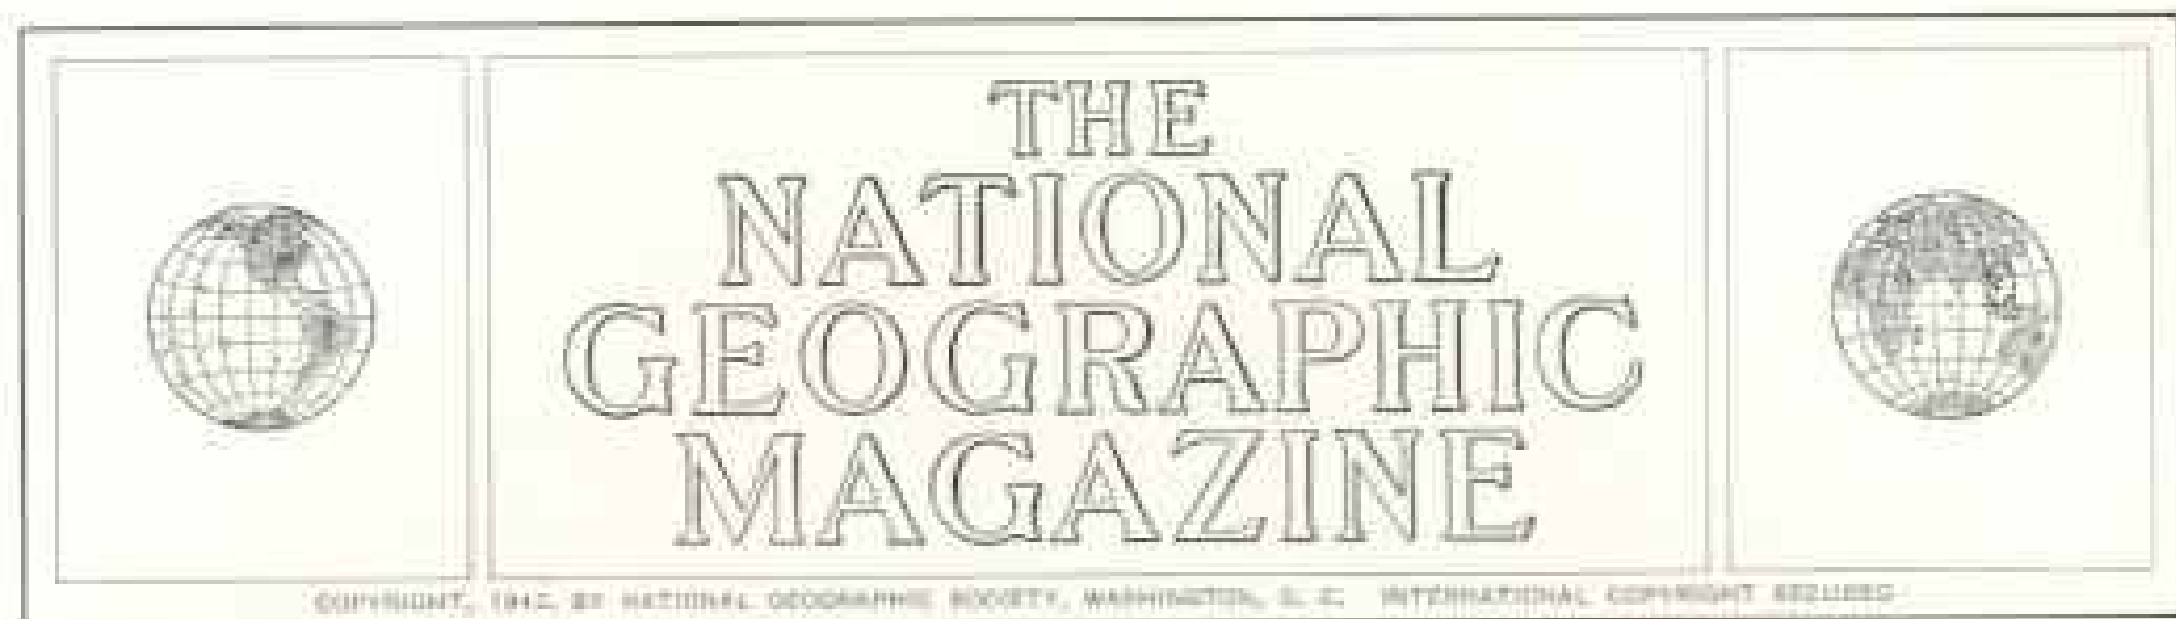 THE
NATIONAL
GEOGRAPHIC
MAGAZINE
COPYRIGHT, BY NATIONAL GEOGRAPHIC SOCIETY, WASHINGTON, D. C. INTERNATIONAL COPYRIGHT SECURED